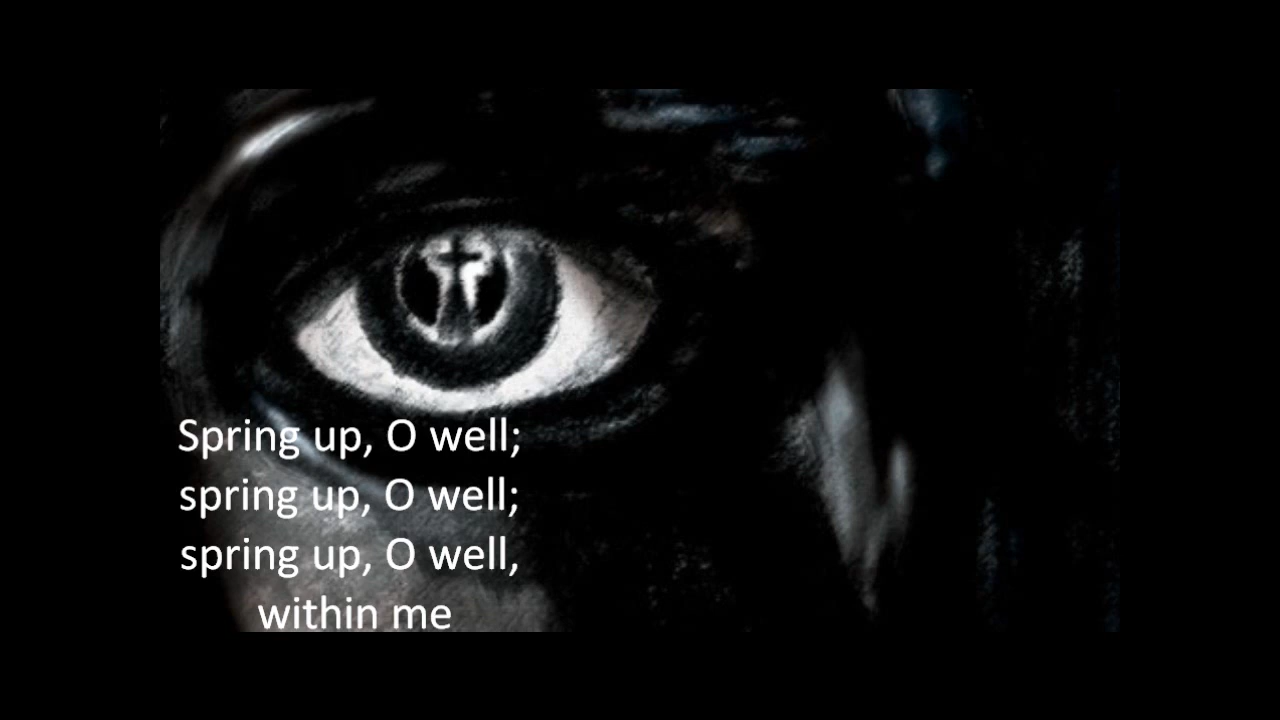 Spring up, O well;
spring up, O well;
spring up, O well,
within me